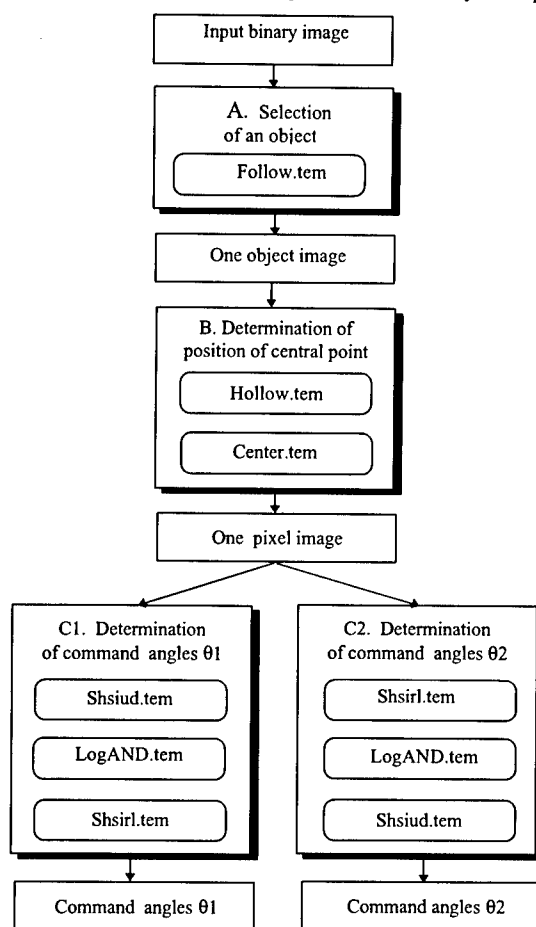 Input binary image
A. Selection
of an object
Follow.tem
One object image
B. Determination of
position of central point
Hollow.tem
Center.tem
One pixel image
C1. Determination
of command angles θ1
Shsiud.tem
LogAND.tem
Shsirl.tem
Command angles θ1
C2. Determination
of command angles θ2
Shsirl.tem
LogAND.tem
Shsiud.tem
Command angles θ2